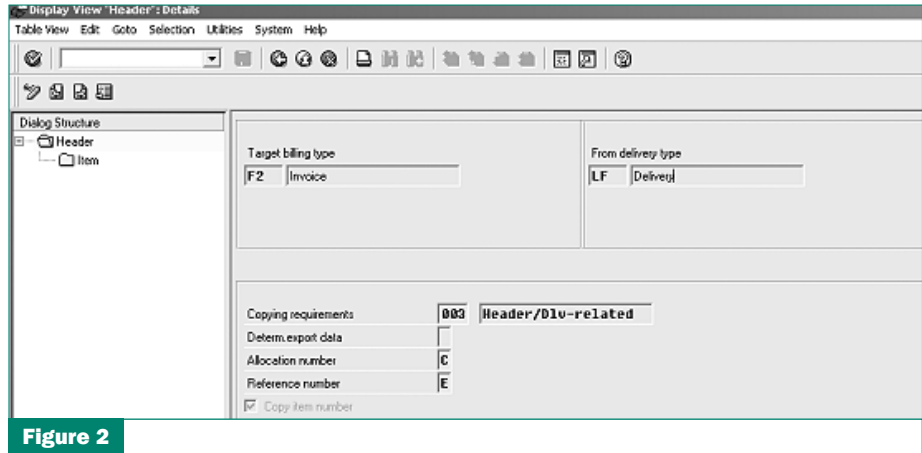 Display View "Header": Details
Table View Edit Goto Selection Utilities System Help
Dialog Structure
Header
Item
Target billing type
F2 Invoice
From delivery type
LF Delivery
Copying requirements 003 Header/Dlv-related
Determ.export data
Allocation number C
Reference number E
Copy item number
Figure 2